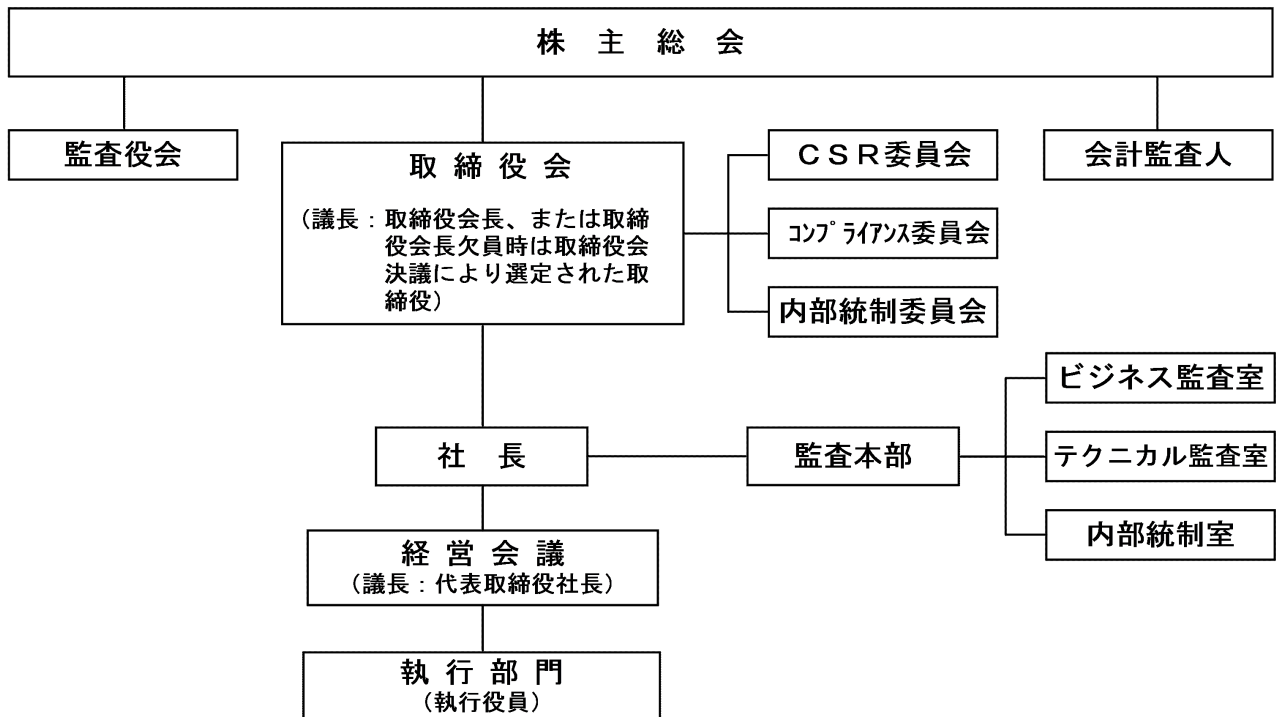 株 主 総 会
監査役会
取 締 役 会
(議長：取締役会長、または取締
役会長欠員時は取締役会
決議により選定された取
締役)
ＣＳＲ委員会
ｺﾝﾌﾟﾗｲｱﾝｽ委員会
内部統制委員会
会計監査人
社 長
監査本部
ビジネス監査室
テクニカル監査室
内部統制室
経 営 会 議
(議長：代表取締役社長)
執 行 部 門
(執行役員)